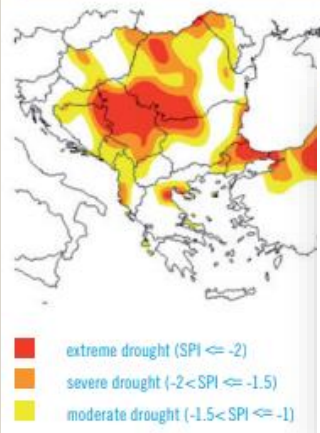 extreme drought (SPI <= -2)
severe drought (-2< SPI <= -1.5)
moderate drought (-1.5< SPI <= -1)